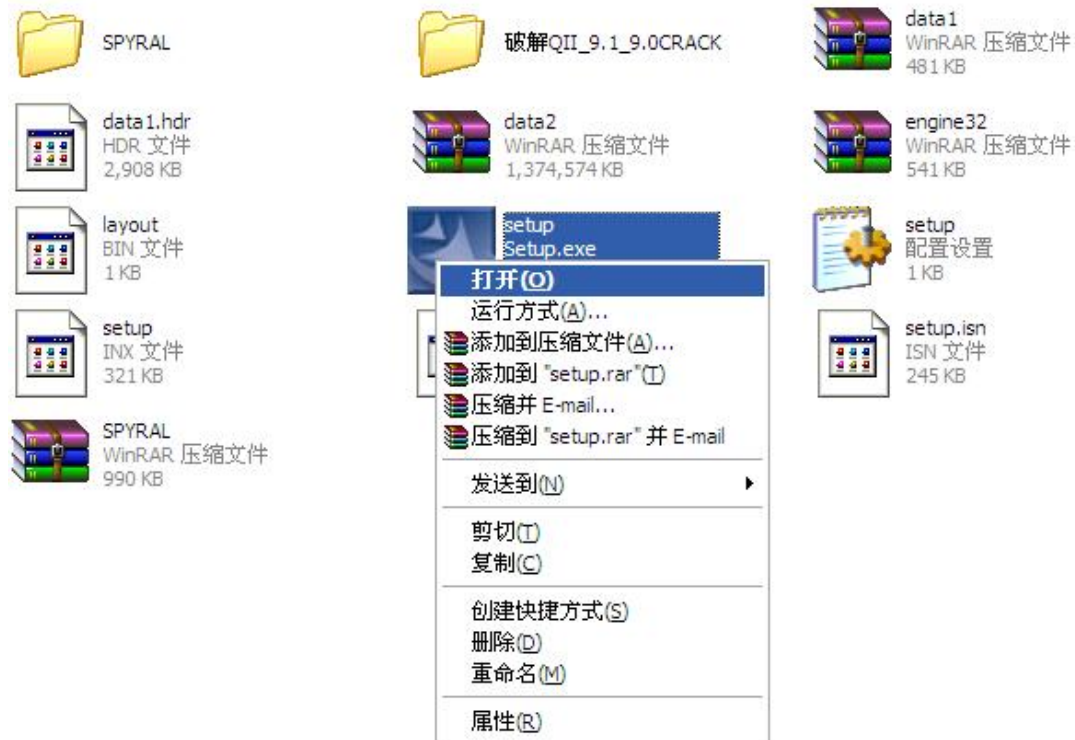 SPYRAL
破解QII_9.1_9.0CRACK
data1
WinRAR 压缩文件
481 KB
data1.hdr
HDR 文件
2,908 KB
data2
WinRAR 压缩文件
1,374,574 KB
engine32
WinRAR 压缩文件
541 KB
layout
BIN 文件
1 KB
setup
Setup.exe
setup
配置设置
1 KB
setup
INX 文件
321 KB
setup.isn
ISN 文件
245 KB
SPYRAL
WinRAR 压缩文件
990 KB
打开(O)
运行方式(A)...
添加到压缩文件(A)...
添加到 "setup.rar"(T)
压缩并 E-mail...
压缩到 "setup.rar" 并 E-mail
发送到(N)
剪切(T)
复制(C)
创建快捷方式(S)
删除(D)
重命名(M)
属性(R)